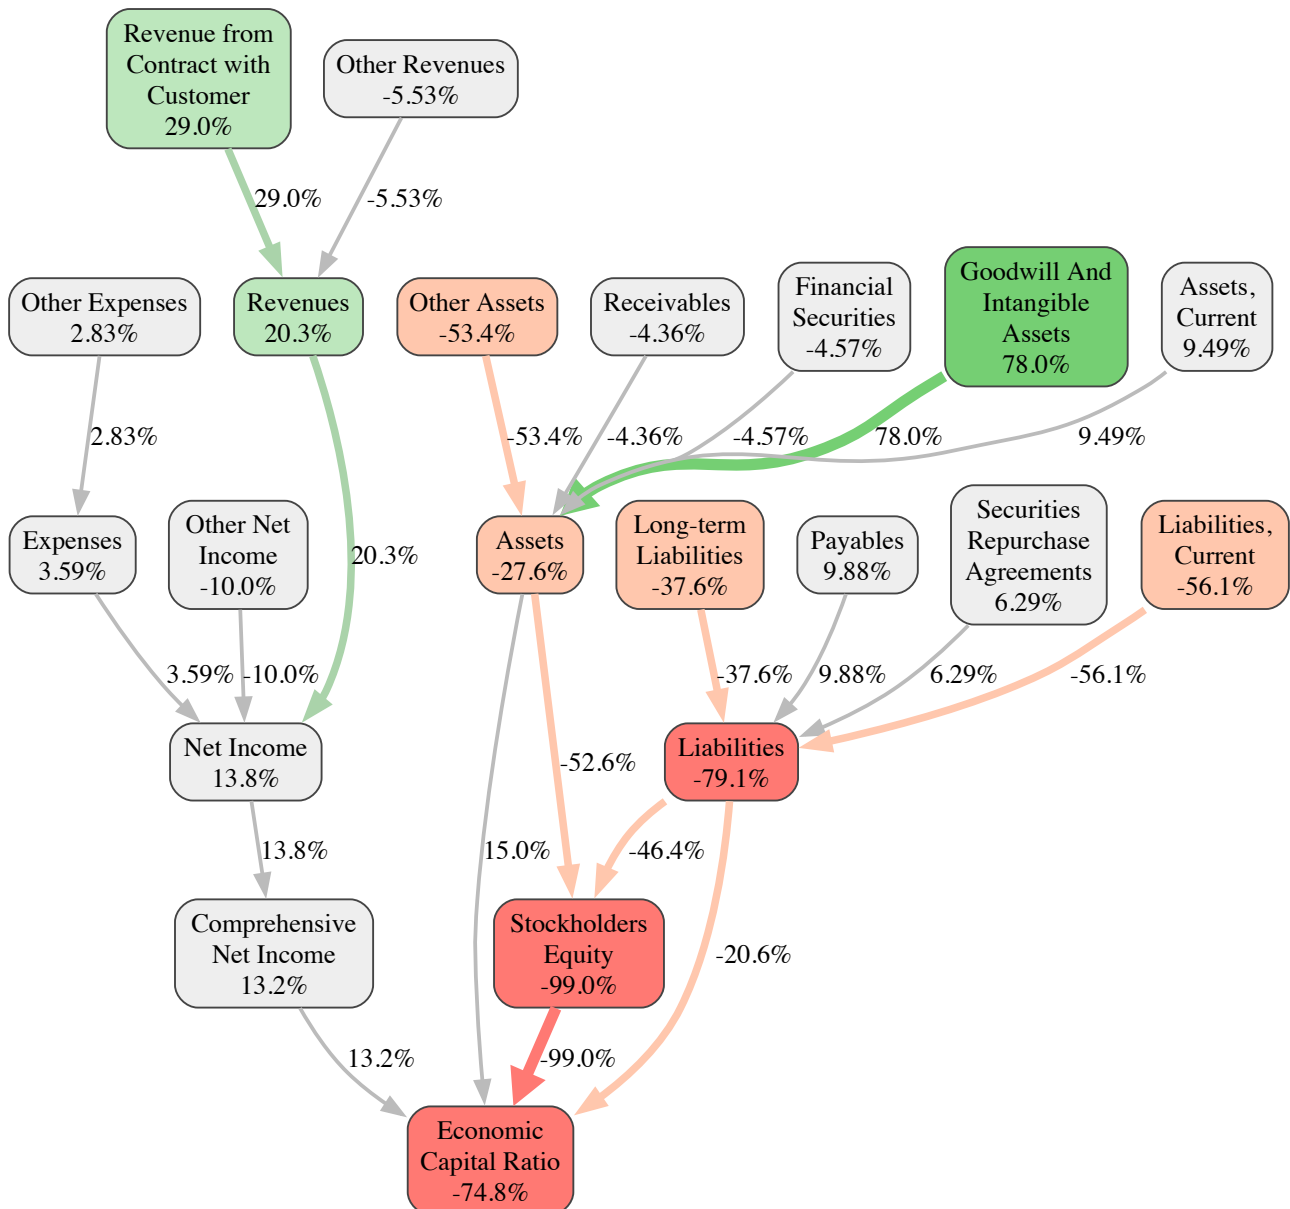 Revenue from
Contract with
Customer
29.0%
Other Revenues
-5.53%
29.0%
-5.53%
Other Expenses
2.83%
Revenues
20.3%
Other Assets
-53.4%
Receivables
-4.36%
Financial
Securities
-4.57%
Goodwill And
Intangible
Assets
78.0%
Assets,
Current
9.49%
2.83%
-53.4%
-4.36%
-4.57%
78.0%
9.49%
Expenses
3.59%
Other Net
Income
-10.0%
20.3%
Assets
-27.6%
Long-term
Liabilities
-37.6%
Payables
9.88%
Securities
Repurchase
Agreements
6.29%
Liabilities,
Current
-56.1%
3.59%
-10.0%
-37.6%
9.88%
6.29%
-56.1%
Net Income
13.8%
-52.6%
Liabilities
-79.1%
13.8%
15.0%
-46.4%
Comprehensive
Net Income
13.2%
Stockholders
Equity
-99.0%
-20.6%
13.2%
-99.0%
Economic
Capital Ratio
-74.8%